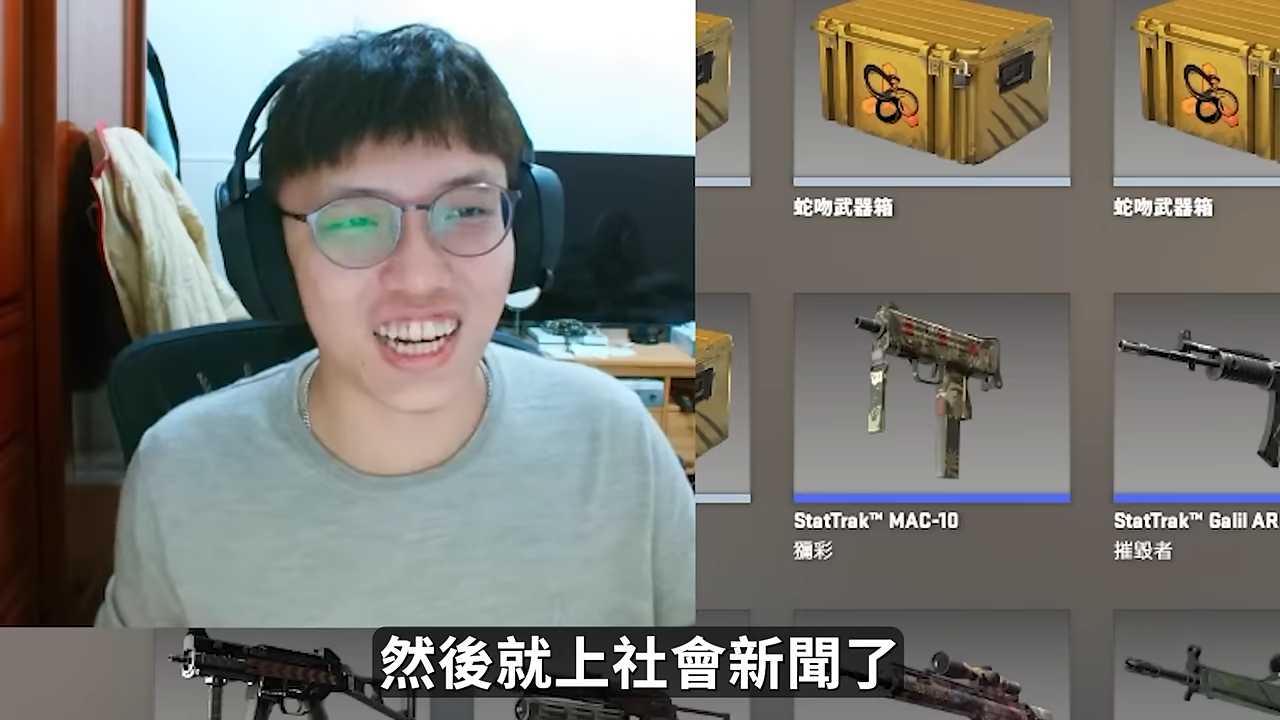 蛇吻武器箱
蛇吻武器箱
StatTrak™ MAC-10
獼彩
StatTrak™ Galil AR
摧毀者
然後就上社會新聞了